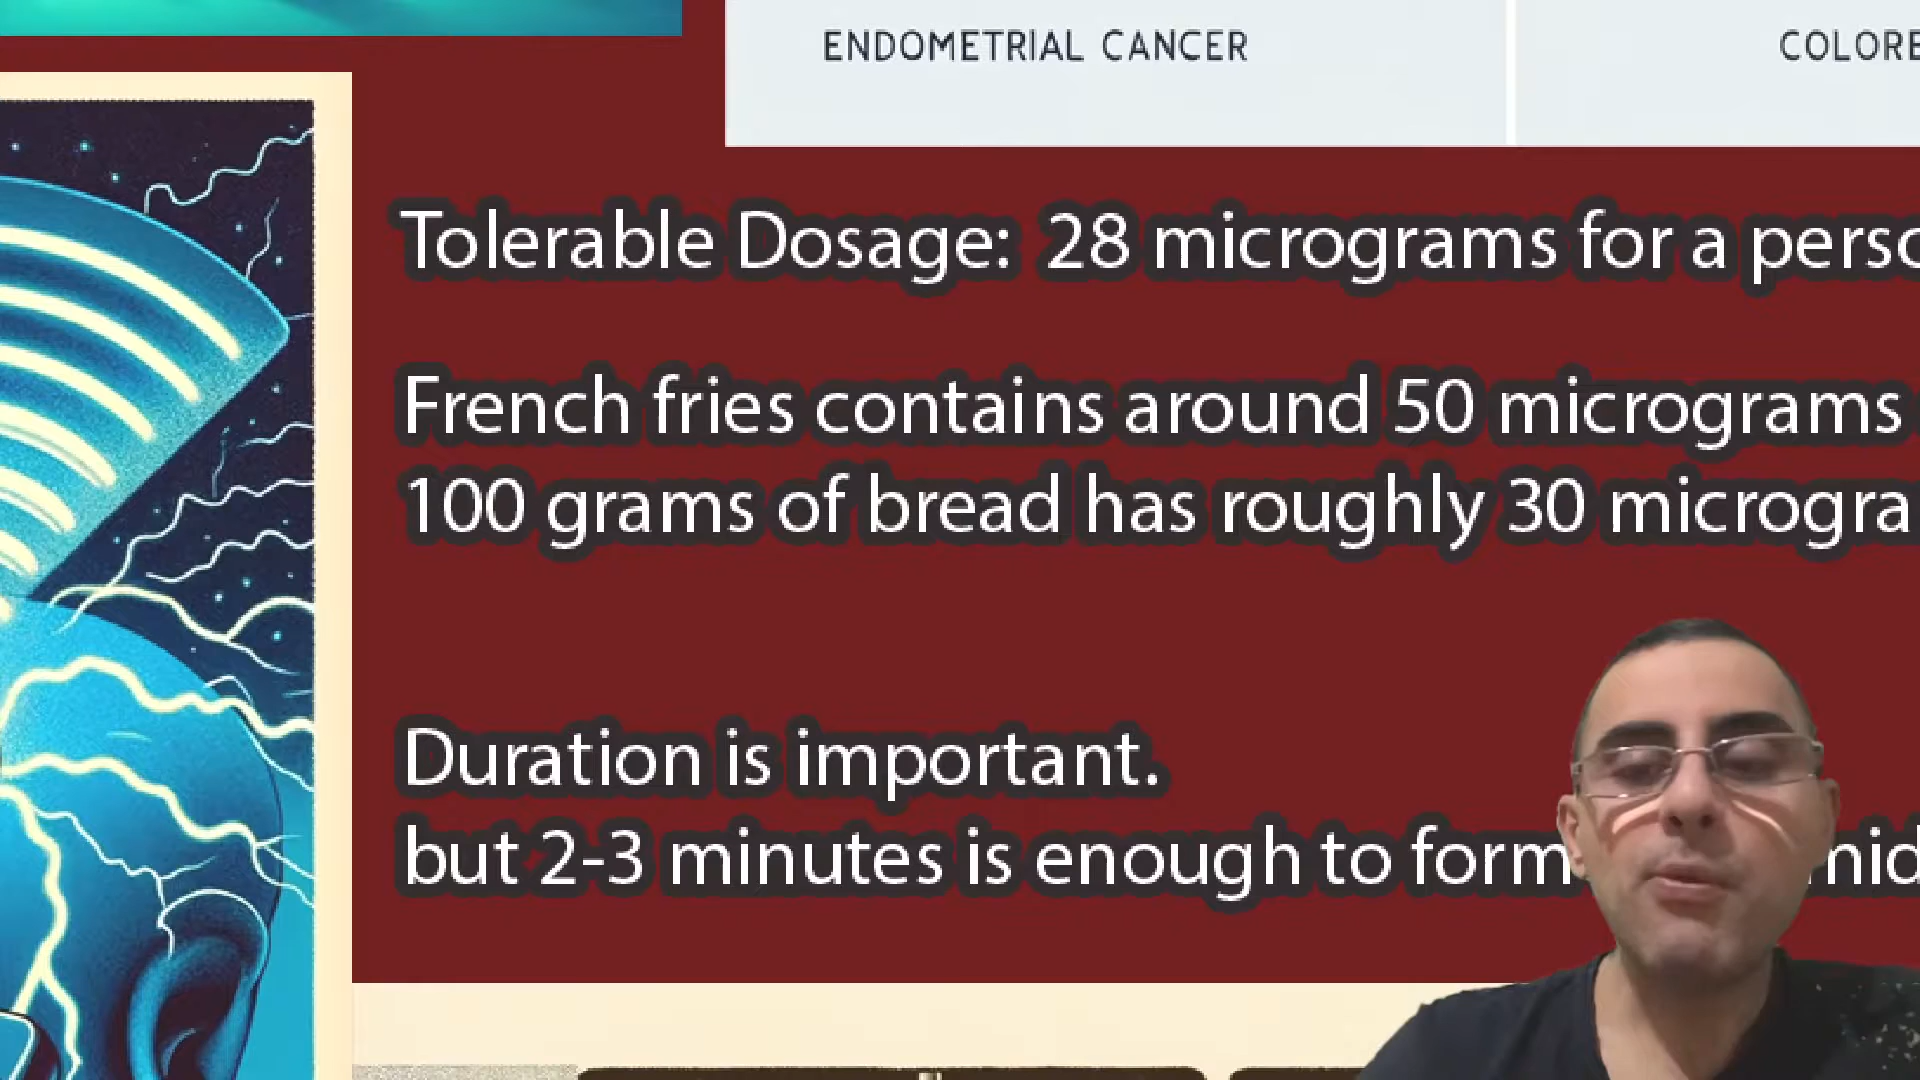 ENDOMETRIAL CANCER
COLORE
Tolerable Dosage: 28 micrograms for a perso
French fries contains around 50 micrograms
100 grams of bread has roughly 30 microgra
Duration is important.
but 2-3 minutes is enough to form mid